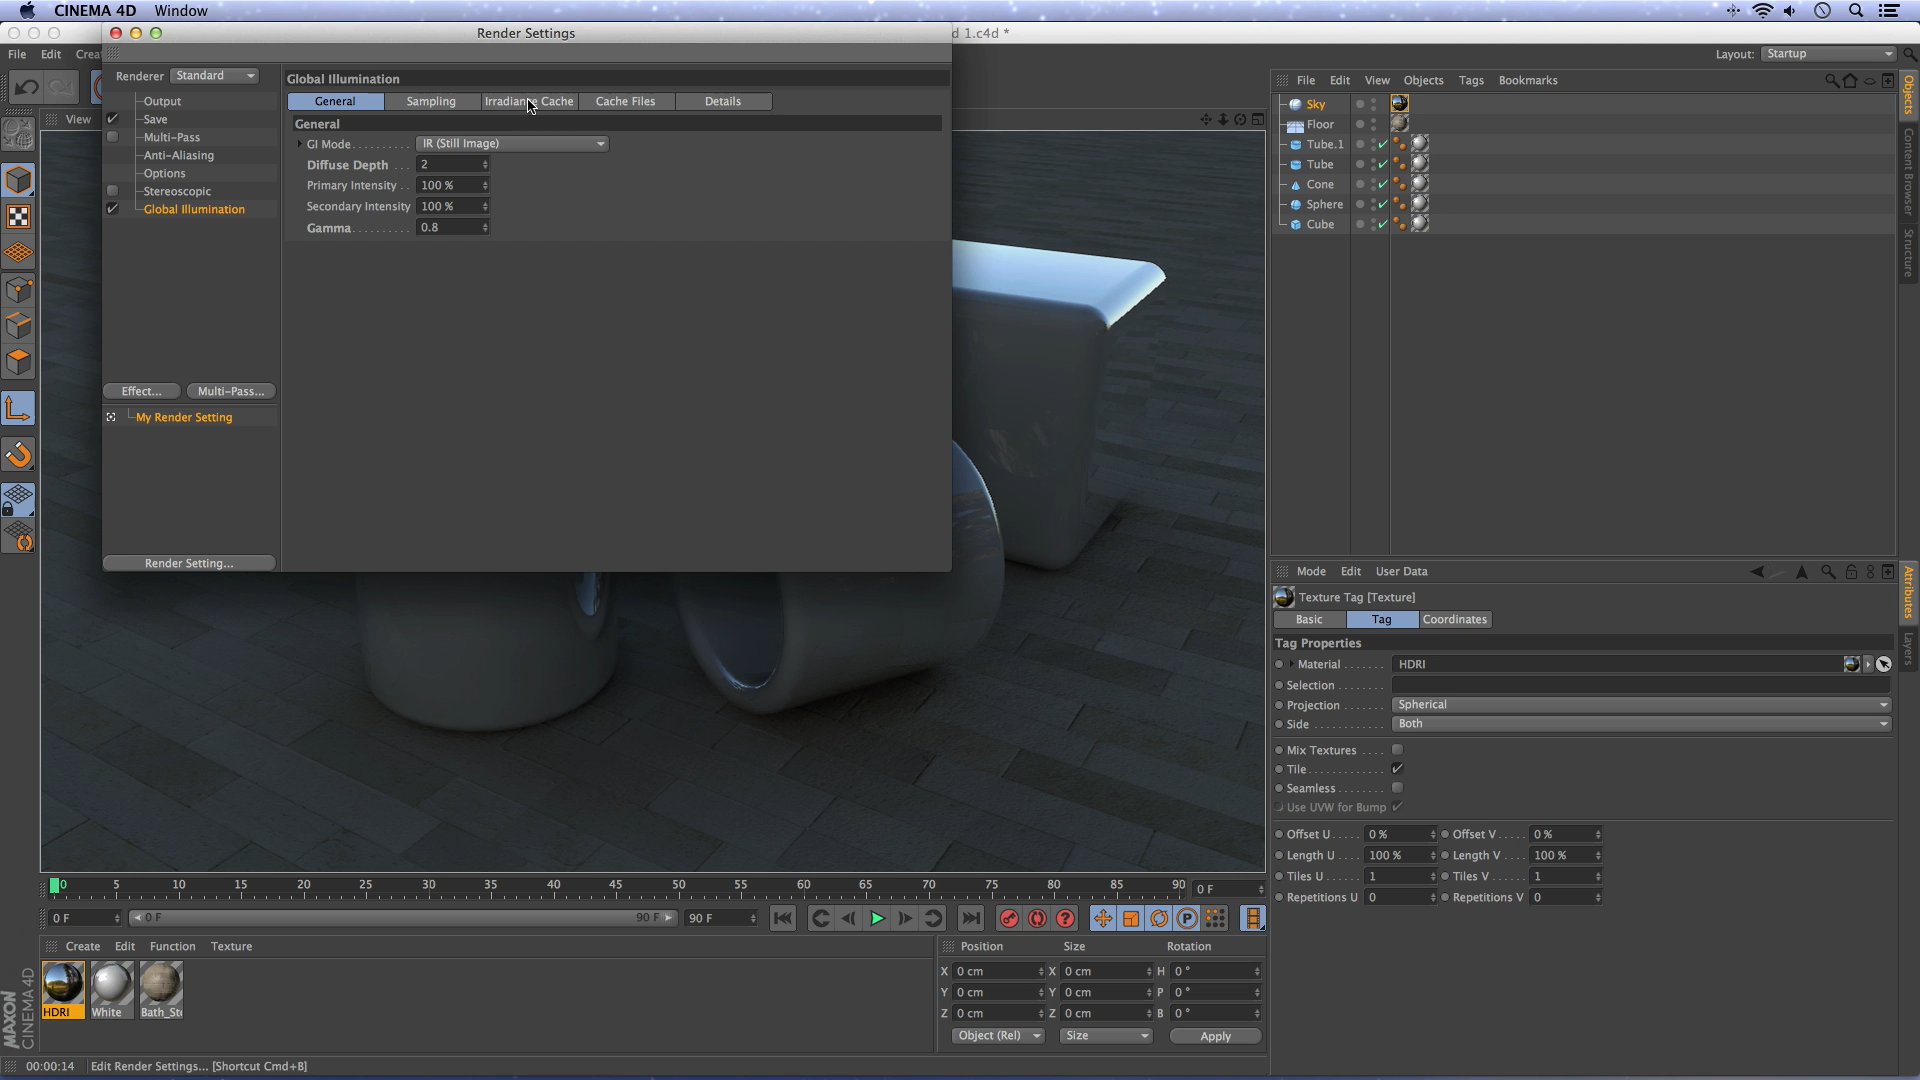 CINEMA 4D Window
Render Settings
d 1.c4d *
File Edit Crea
Layout: Startup
Renderer Standard
Output
Save
Multi-Pass
Anti-Aliasing
Options
Stereoscopic
Global Illumination
Effect... Multi-Pass...
My Render Setting
Render Setting...
Global Illumination
General Sampling Irradiance Cache Cache Files Details
General
GI Mode . . . . . IR (Still Image)
Diffuse Depth . . . 2
Primary Intensity . . 100 %
Secondary Intensity 100 %
Gamma . . . . . . . . . 0.8
View
File Edit View Objects Tags Bookmarks
Sky
Floor
Tube.1
Tube
Cone
Sphere
Cube
Objects
Content Browser
Structure
Mode Edit User Data
Texture Tag [Texture]
Basic Tag Coordinates
Tag Properties
Material . . . . . . . HDRI
Selection . . . . . . . .
Projection . . . . . . . Spherical
Side . . . . . . . . . . . Both
Mix Textures . . . .
Tile . . . . . . . . . . . .
Seamless . . . . . . . .
Use UVW for Bump
Offset U . . . . 0 % Offset V . . . . 0 %
Length U . . . . 100 % Length V . . . . 100 %
Tiles U . . . . . 1 Tiles V . . . . . 1
Repetitions U 0 Repetitions V 0
Attributes
Layers
0 5 10 15 20 25 30 35 40 45 50 55 60 65 70 75 80 85 90 0 F
0 F 0 F 90 F 90 F
P
Create Edit Function Texture
HDRI White Bath_Sto
Position Size Rotation
X 0 cm X 0 cm H 0 °
Y 0 cm Y 0 cm P 0 °
Z 0 cm Z 0 cm B 0 °
Object (Rel) Size Apply
MAXON
CINEMA 4D
00:00:14 Edit Render Settings... [Shortcut Cmd+B]